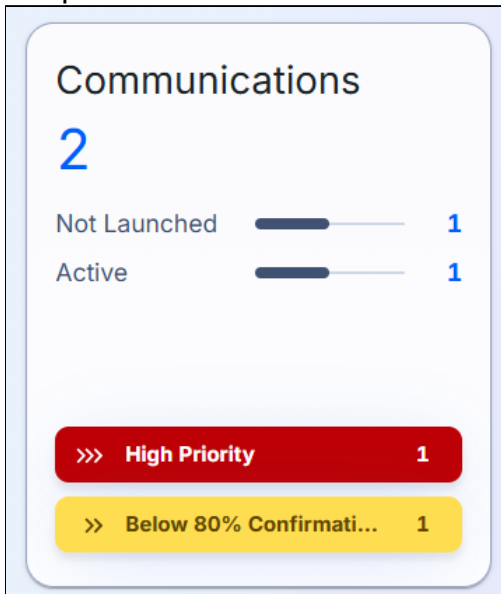 Communications
2
Not Launched 1
Active 1
High Priority 1
Below 80% Confirmati... 1